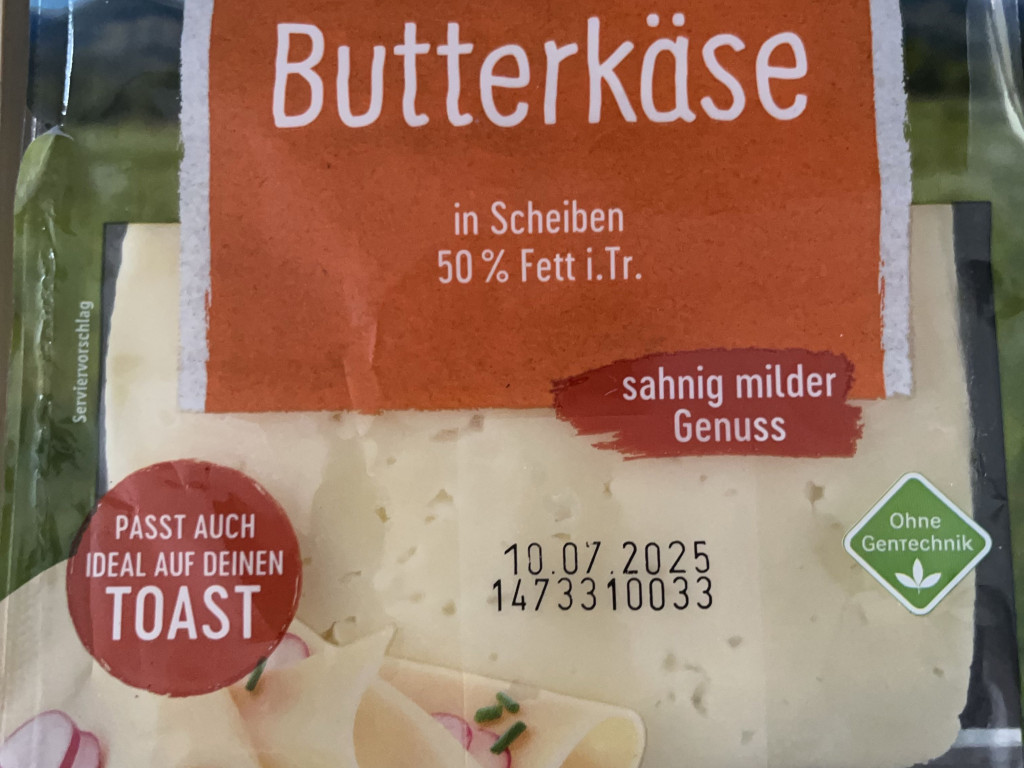 Butterkäse
in Scheiben
50 % Fett i.Tr.
Serviervorschlag
sahnig milder
Genuss
PASST AUCH
IDEAL AUF DEINEN
TOAST
10.07.2025
1473310033
Ohne
GenTechnik